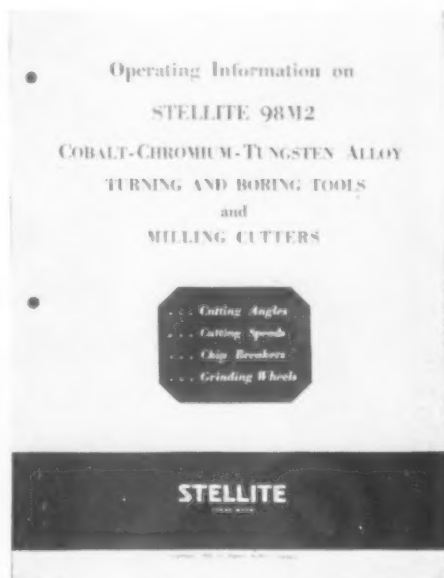 Operating Information on
STELLITE 98M2
COBALT-CHROMIUM-TUNGSTEN ALLOY
TURNING AND BORING TOOLS
and
MILLING CUTTERS
. . . Cutting Angles
. . . Cutting Speeds
. . . Chip Breakers
. . . Grinding Wheels
STELLITE